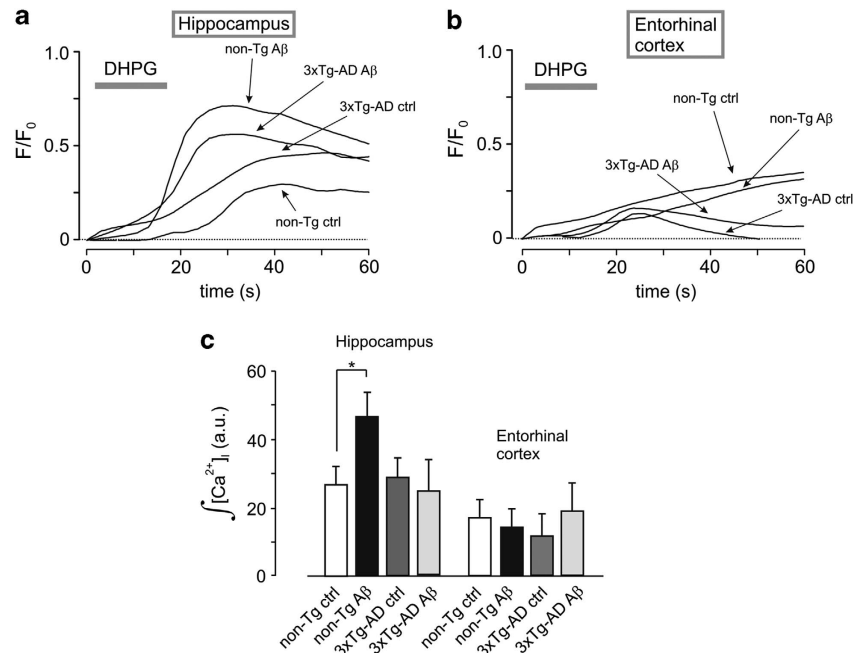 a
Hippocampus
1.0
0.5
0
F/F0
DHPG
non-Tg Aβ
3xTg-AD Aβ
3xTg-AD ctrl
non-Tg ctrl
0
20
40
60
time (s)
b
Entorhinal
cortex
1.0
0.5
0
F/F0
DHPG
non-Tg ctrl
non-Tg Aβ
3xTg-AD Aβ
3xTg-AD ctrl
0
20
40
60
time (s)
c
Hippocampus
60
40
20
0
∫[Ca2+]I (a.u.)
*
Entorhinal
cortex
non-Tg ctrl
non-Tg Aβ
3xTg-AD ctrl
3xTg-AD Aβ
non-Tg ctrl
non-Tg Aβ
3xTg-AD ctrl
3xTg-AD Aβ